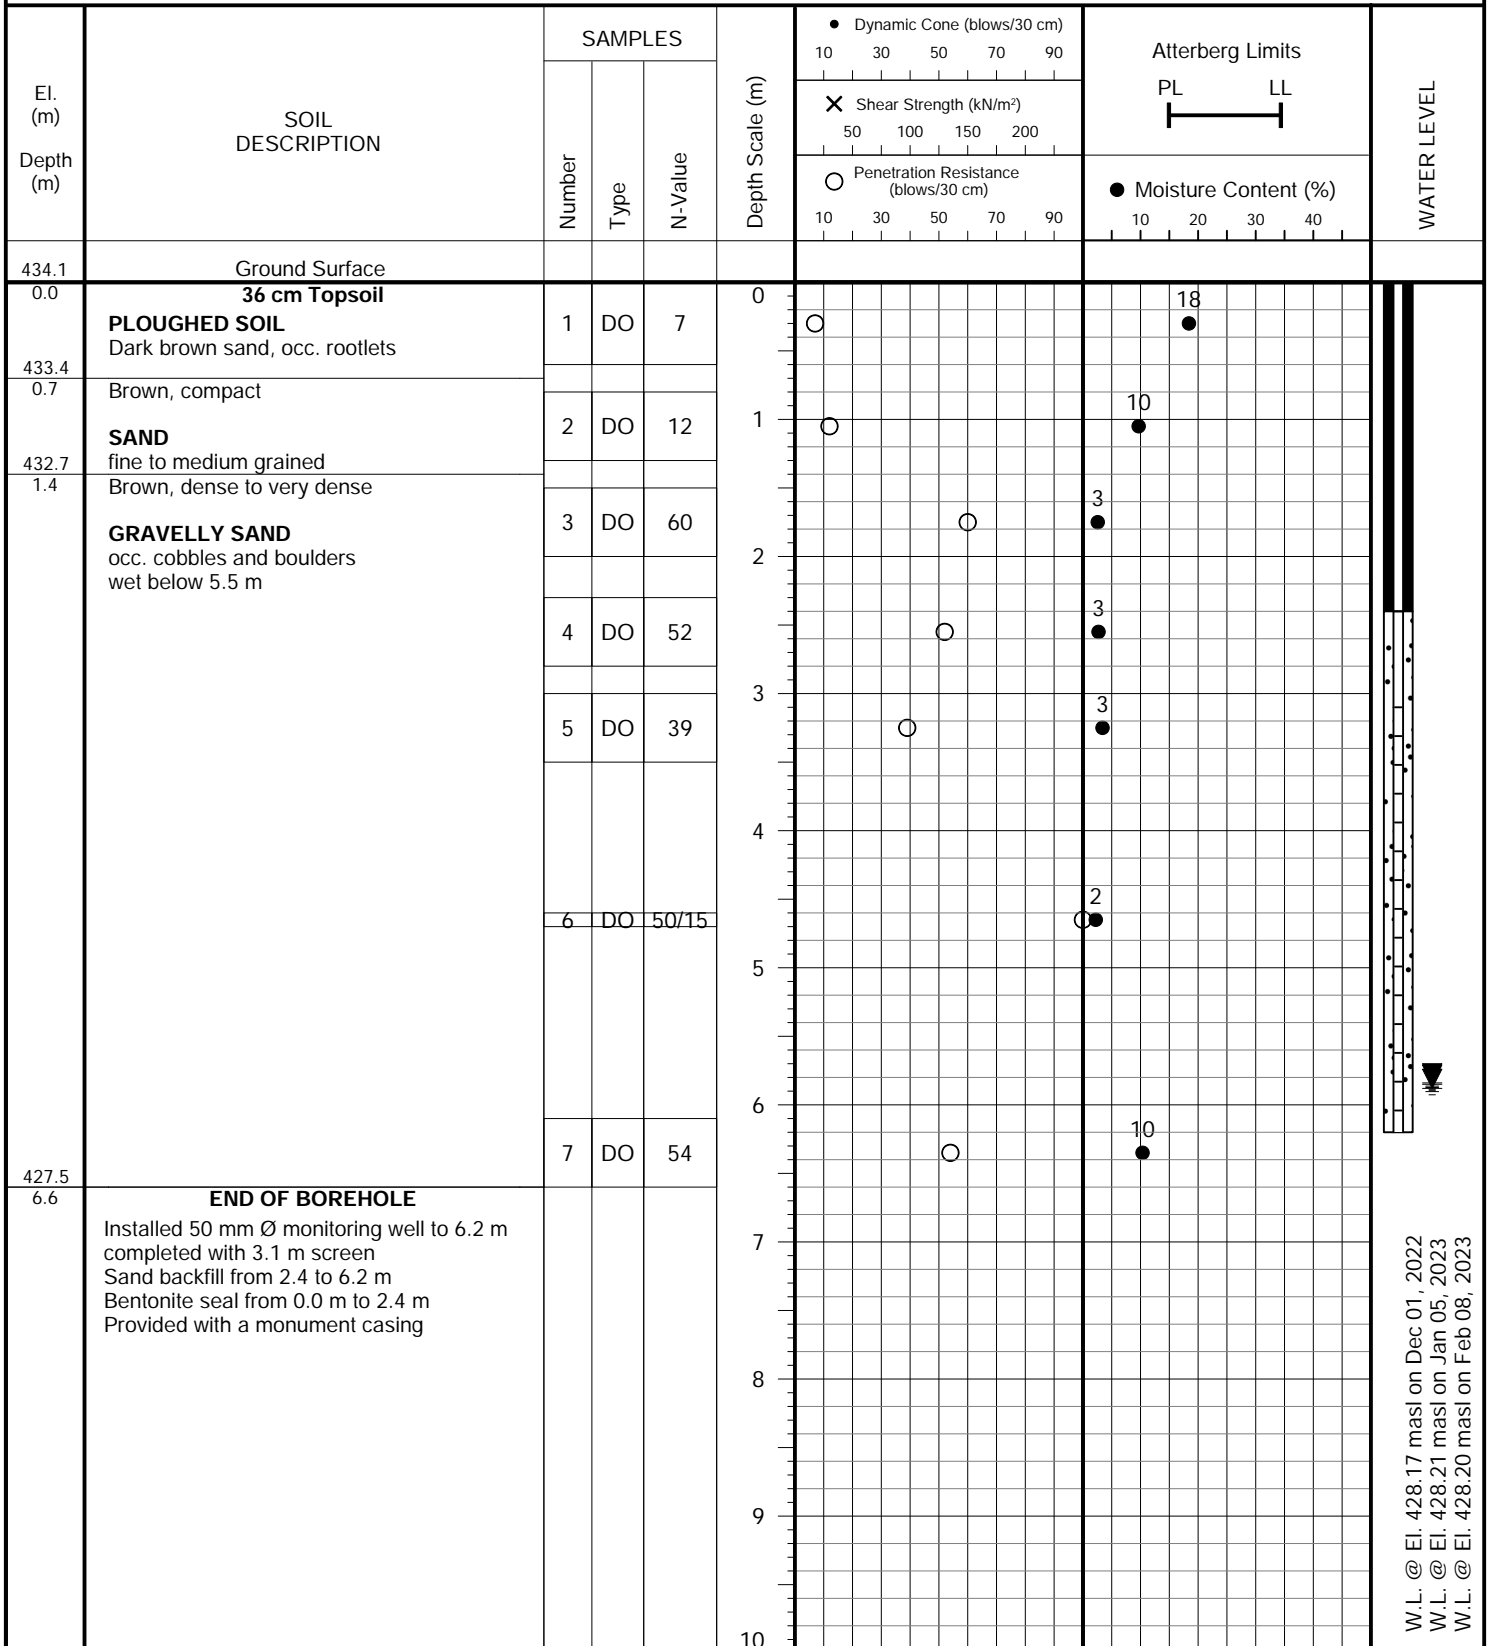 El.
(m)
Depth
(m)
SOIL
DESCRIPTION
SAMPLES
Number
Type
N-Value
Depth Scale (m)
● Dynamic Cone (blows/30 cm)
10 30 50 70 90
✕ Shear Strength (kN/m²)
50 100 150 200
○ Penetration Resistance
(blows/30 cm)
10 30 50 70 90
Atterberg Limits
PL LL
● Moisture Content (%)
10 20 30 40
WATER LEVEL
434.1 Ground Surface
0.0 36 cm Topsoil 0
18
PLOUGHED SOIL 1 DO 7
Dark brown sand, occ. rootlets
433.4
0.7 Brown, compact
10
1
SAND 2 DO 12
432.7 fine to medium grained
1.4 Brown, dense to very dense
3
3 DO 60
GRAVELLY SAND
occ. cobbles and boulders 2
wet below 5.5 m
3
4 DO 52
3
3
5 DO 39
4
2
6 DO 50/15
5
6
10
7 DO 54
427.5
6.6 END OF BOREHOLE
Installed 50 mm Ø monitoring well to 6.2 m
7
completed with 3.1 m screen
Sand backfill from 2.4 to 6.2 m
Bentonite seal from 0.0 m to 2.4 m
Provided with a monument casing
8
9
10
W.L. @ El. 428.17 masl on Dec 01, 2022
W.L. @ El. 428.21 masl on Jan 05, 2023
W.L. @ El. 428.20 masl on Feb 08, 2023